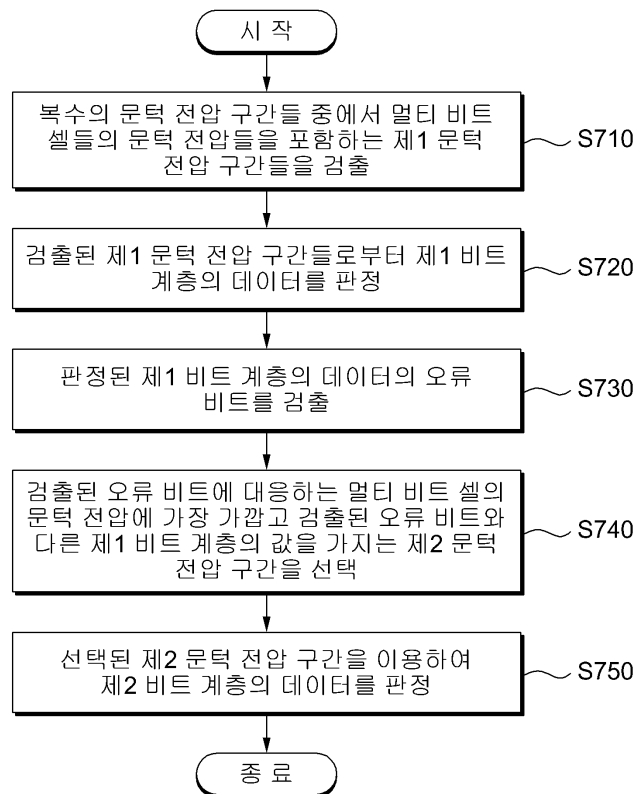 시 작
복수의 문턱 전압 구간들 중에서 멀티 비트
셀들의 문턱 전압들을 포함하는 제1 문턱
전압 구간들을 검출
S710
검출된 제1 문턱 전압 구간들로부터 제1 비트
계층의 데이터를 판정
S720
판정된 제1 비트 계층의 데이터의 오류
비트를 검출
S730
검출된 오류 비트에 대응하는 멀티 비트 셀의
문턱 전압에 가장 가깝고 검출된 오류 비트와
다른 제1 비트 계층의 값을 가지는 제2 문턱
전압 구간을 선택
S740
선택된 제2 문턱 전압 구간을 이용하여
제2 비트 계층의 데이터를 판정
S750
종 료